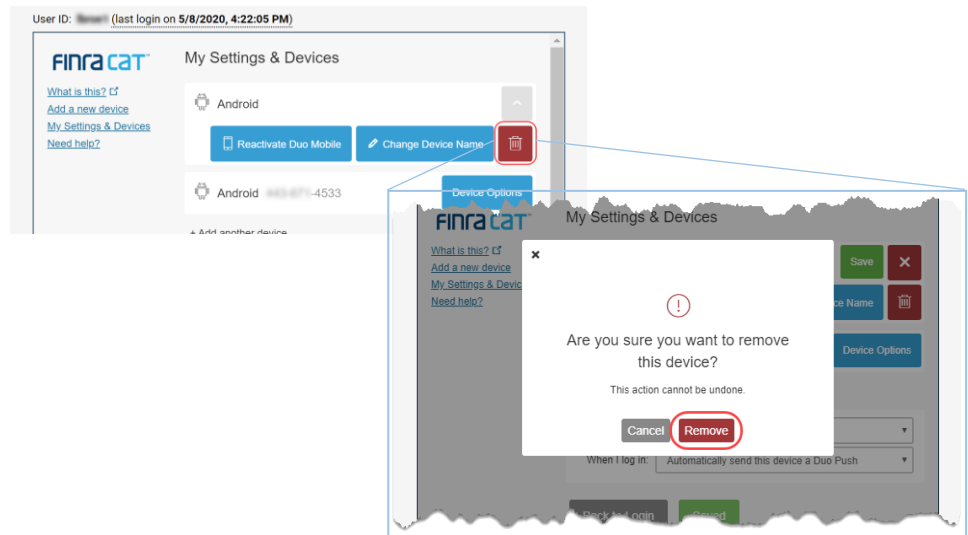 User ID: (last login on 5/8/2020, 4:22:05 PM)
FINRA CAT™
My Settings & Devices
What is this?
Add a new device
My Settings & Devices
Need help?
Android
Reactivate Duo Mobile
Change Device Name
Android -4533
Device Options
+ Add another device
FINRA CAT
My Settings & Devices
What is this?
Add a new device
My Settings & Devic
Need help?
Save
ce Name
Device Options
Are you sure you want to remove
this device?
This action cannot be undone.
Cancel
Remove
When I log in:
Automatically send this device a Duo Push
Back to Login
Saved